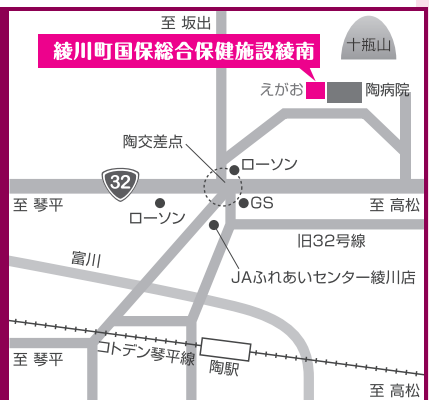 至 坂出
綾川町国保総合保健施設綾南
十瓶山
えがお
陶病院
陶交差点
ローソン
32
至 琴平
ローソン
GS
至 高松
旧32号線
富川
JAふれあいセンター綾川店
コトデン琴平線
至 琴平
陶駅
至 高松